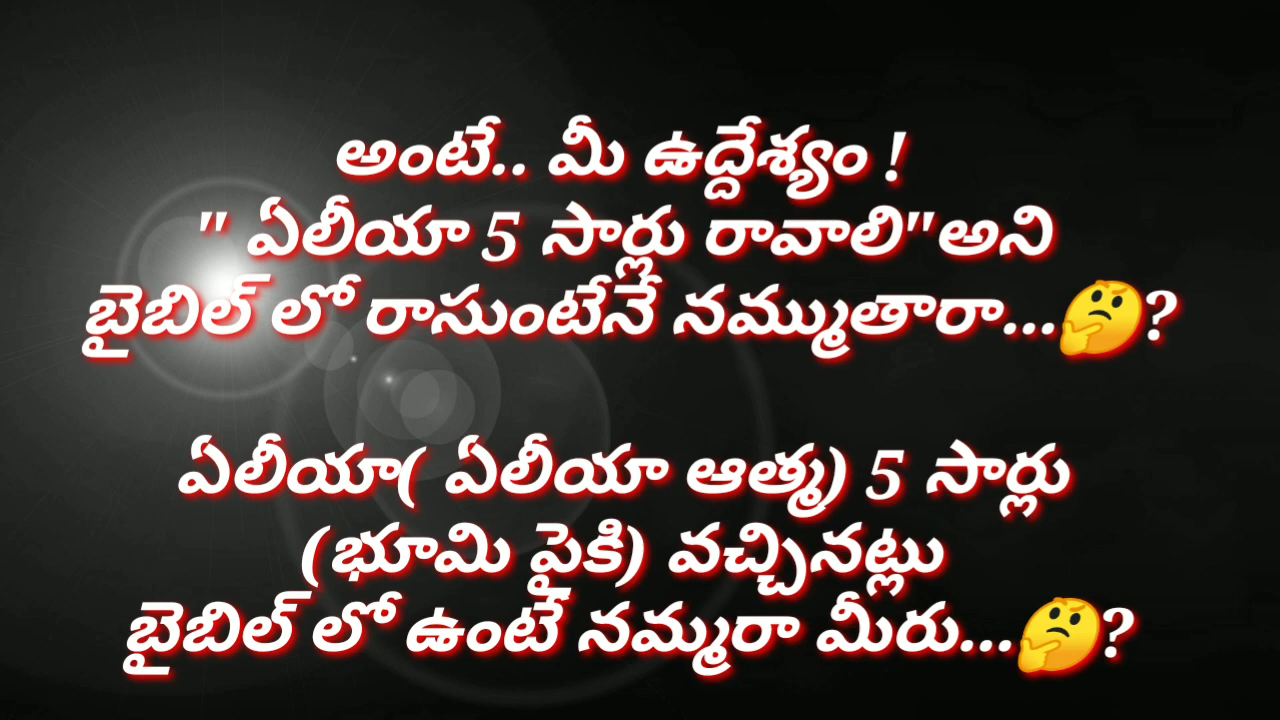 అంటే.. మీ ఉద్దేశ్యం !
" ఏలీయా 5 సార్లు రావాలి"అని
బైబిల్ లో రాసుంటేనే నమ్ముతారా...🤔?
ఏలీయా( ఏలీయా ఆత్మ) 5 సార్లు
(భూమి పైకి) వచ్చినట్లు
బైబిల్ లో ఉంటే నమ్మరా మీరు...🤔?